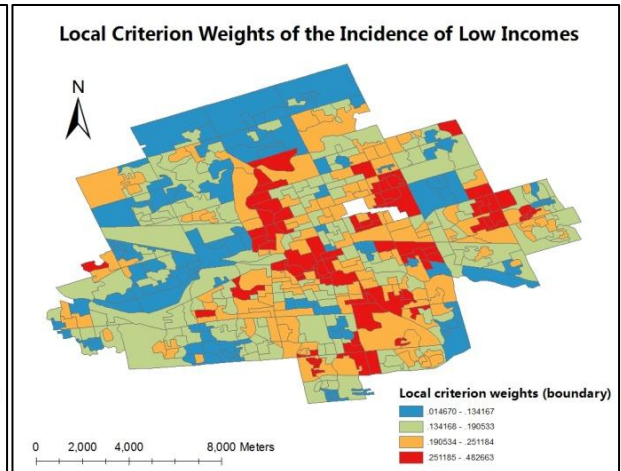 Local Criterion Weights of the Incidence of Low Incomes
N
Local criterion weights (boundary)
.014670 - .134167
.134168 - .190533
.190534 - .251184
.251185 - .482663
0 2,000 4,000 8,000 Meters